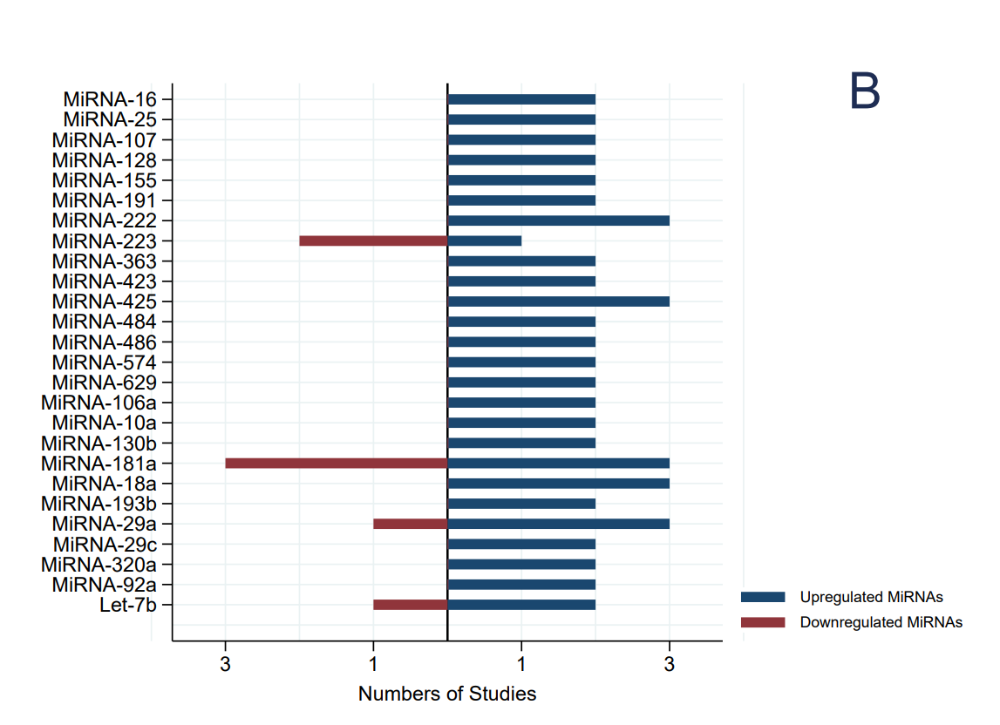 B
MiRNA-16
MiRNA-25
MiRNA-107
MiRNA-128
MiRNA-155
MiRNA-191
MiRNA-222
MiRNA-223
MiRNA-363
MiRNA-423
MiRNA-425
MiRNA-484
MiRNA-486
MiRNA-574
MiRNA-629
MiRNA-106a
MiRNA-10a
MiRNA-130b
MiRNA-181a
MiRNA-18a
MiRNA-193b
MiRNA-29a
MiRNA-29c
MiRNA-320a
MiRNA-92a
Let-7b
Upregulated MiRNAs
Downregulated MiRNAs
3 1 1 3
Numbers of Studies